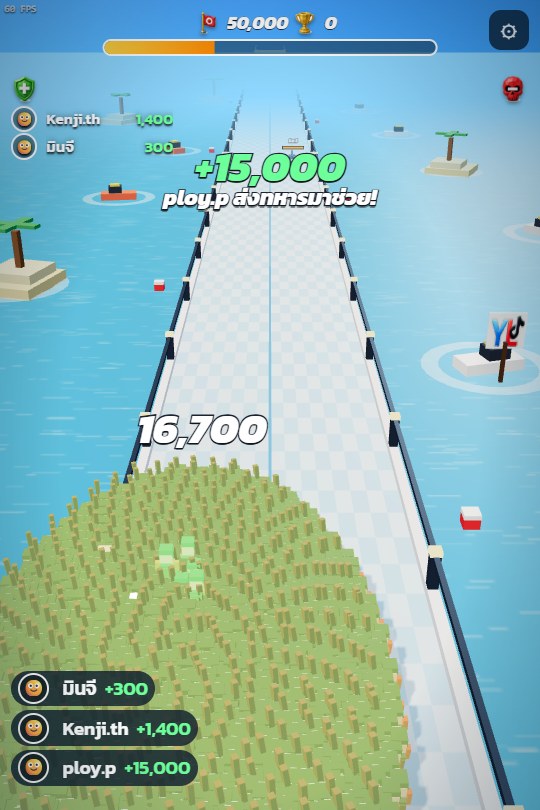 60 FPS
50,000 0
Kenji.th 1,400
มินจี 300
+15,000
ploy.p ส่งทหารมาช่วย!
YL
16,700
มินจี +300
Kenji.th +1,400
ploy.p +15,000